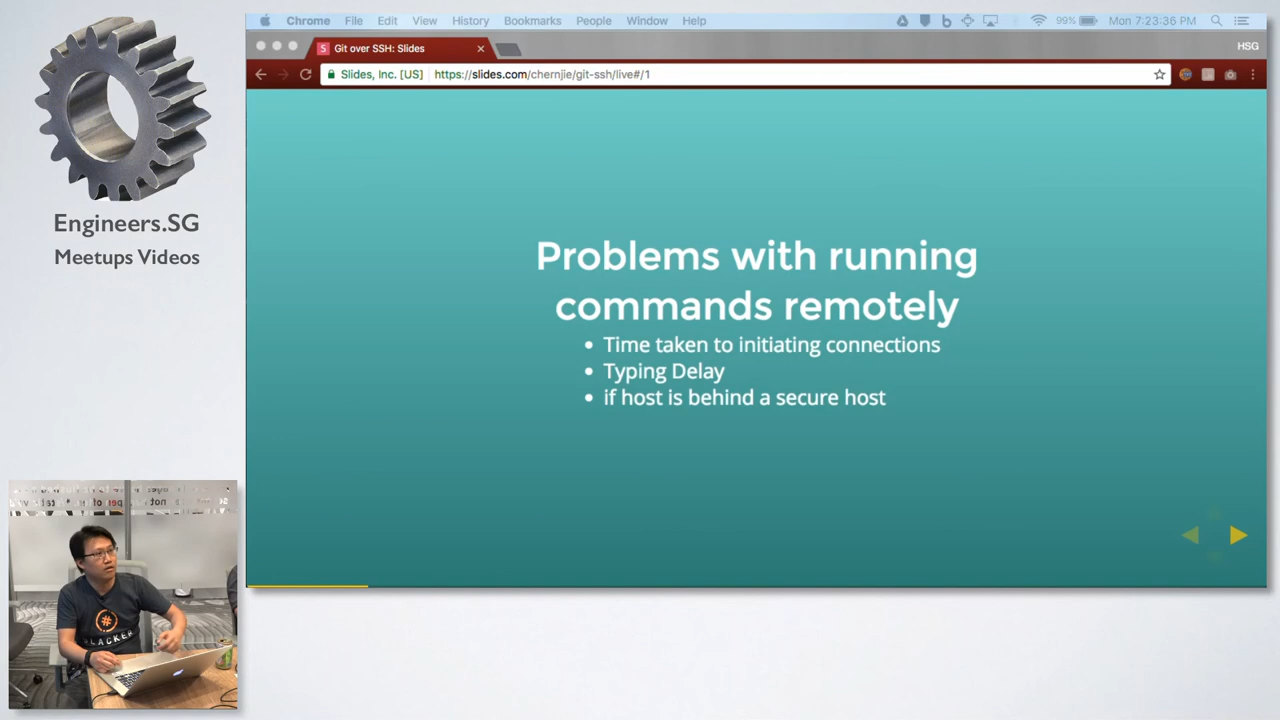 Chrome File Edit View History Bookmarks People Window Help
99% Mon 7:23:36 PM
S Git over SSH: Slides
HSG
Slides, Inc. [US] https://slides.com/chernjie/git-ssh/live#/1
Engineers.SG
Meetups Videos
Problems with running
commands remotely
• Time taken to initiating connections
• Typing Delay
• if host is behind a secure host
#